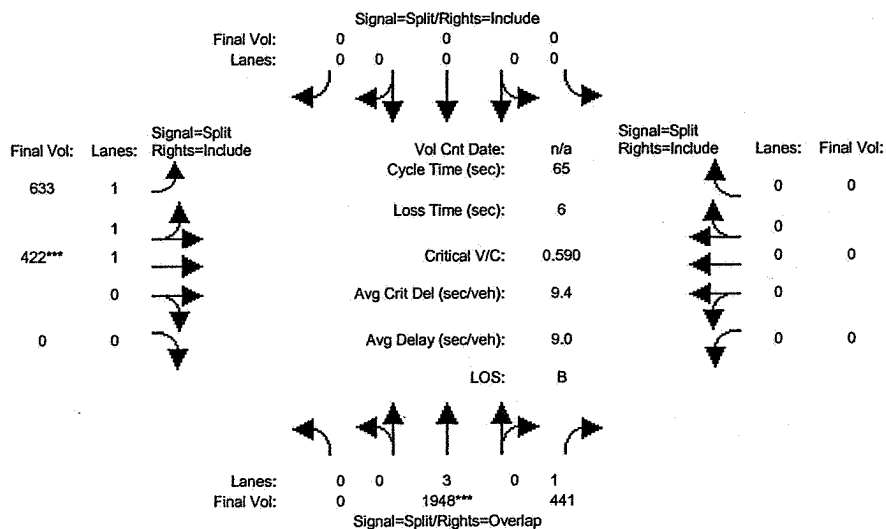 Signal=Split/Rights=Include
Final Vol: 0 0 0
Lanes: 0 0 0 0 0
Signal=Split
Rights=Include
Final Vol: Lanes:
633 1
1
422*** 1
0
0 0
Vol Cnt Date: n/a
Cycle Time (sec): 65
Loss Time (sec): 6
Critical V/C: 0.590
Avg Crit Del (sec/veh): 9.4
Avg Delay (sec/veh): 9.0
LOS: B
Signal=Split
Rights=Include
Lanes: Final Vol:
0 0
0
0 0
0
0 0
Lanes: 0 0 3 0 1
Final Vol: 0 1948*** 441
Signal=Split/Rights=Overlap